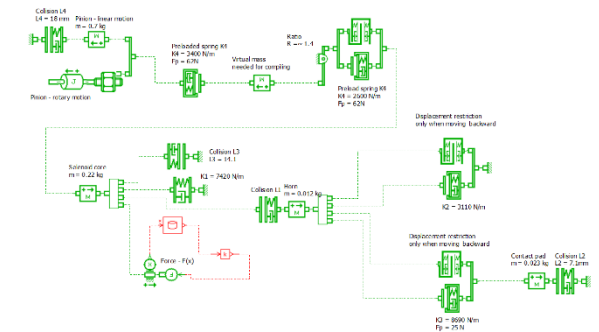 Collision L4
L4 = 18 mm
Pinion - linear motion
m = 0.7 kg
Pinion - rotary motion
Preloaded spring K4
K4 = 3400 N/m
Fp = 62N
Virtual mass
needed for compiling
Ratio
Preload spring K4
K4 = 2600 N/m
Fp = 62N
Displacement restriction
only when moving backward
Collision L3
L3 = 14.1
K1 = 7420 N/m
Solenoid core
m = 0.22 kg
Collision L1
Horn
m = 0.012 kg
K2 = 3110 N/m
Force - F(x)
Displacement restriction
only when moving backward
Contact pad
m = 0.023 kg
Collision L2
L2 = 7.1mm
K3 = 8690 N/m
Fp = 25 N